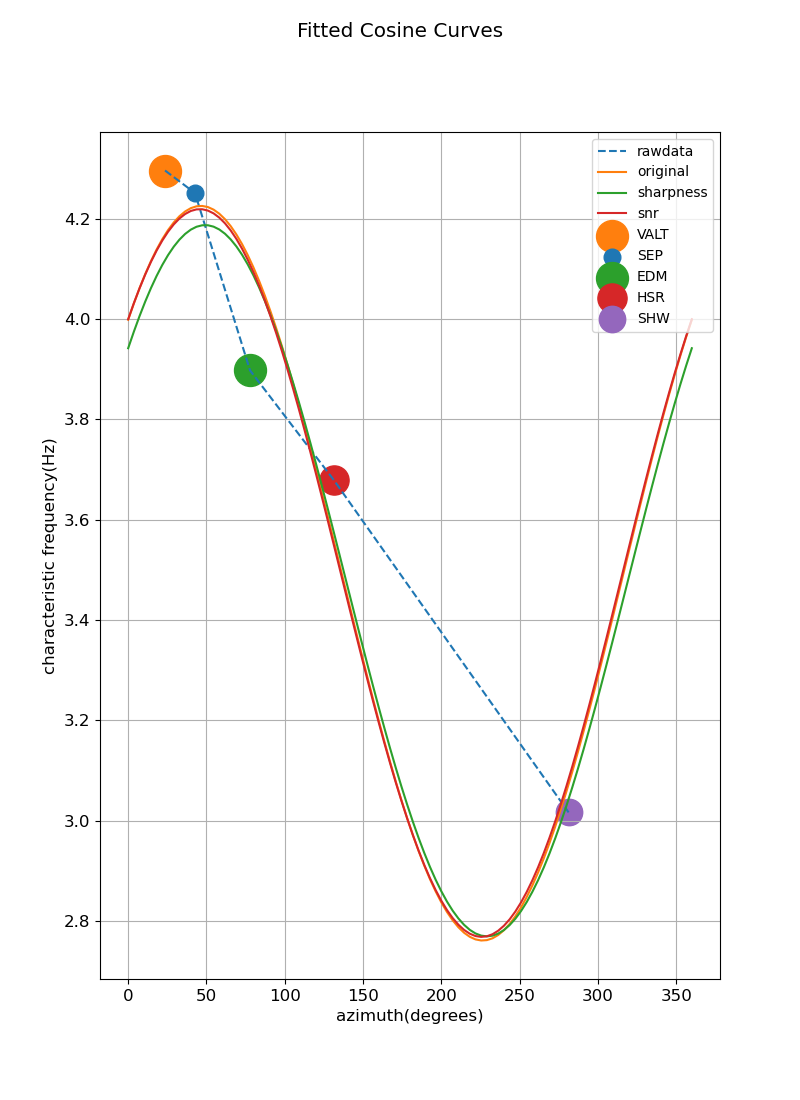 Fitted Cosine Curves
rawdata
original
sharpness
snr
VALT
SEP
EDM
HSR
SHW
4.2
4.0
3.8
3.6
3.4
3.2
3.0
2.8
characteristic frequency(Hz)
0 50 100 150 200 250 300 350
azimuth(degrees)